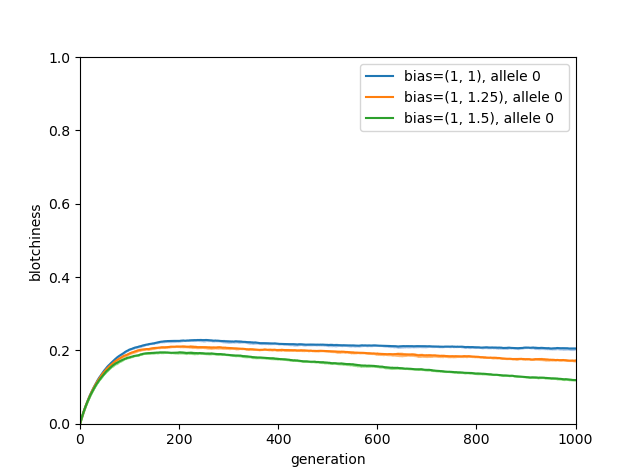 1.0
0.8
0.6
0.4
0.2
0.0
blotchiness
0 200 400 600 800 1000
generation
bias=(1, 1), allele 0
bias=(1, 1.25), allele 0
bias=(1, 1.5), allele 0